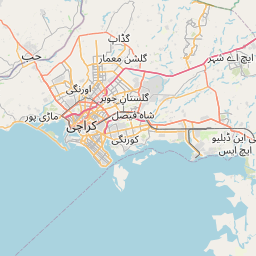 گڈاپ
حب
گلشن معمار
ایچ اے شہر
اورنگی
گلستان جوہر
ماڑی پور
کراچی
شاہ فیصل
کورنگی
پی این ڈبلیو
ایچ ایس